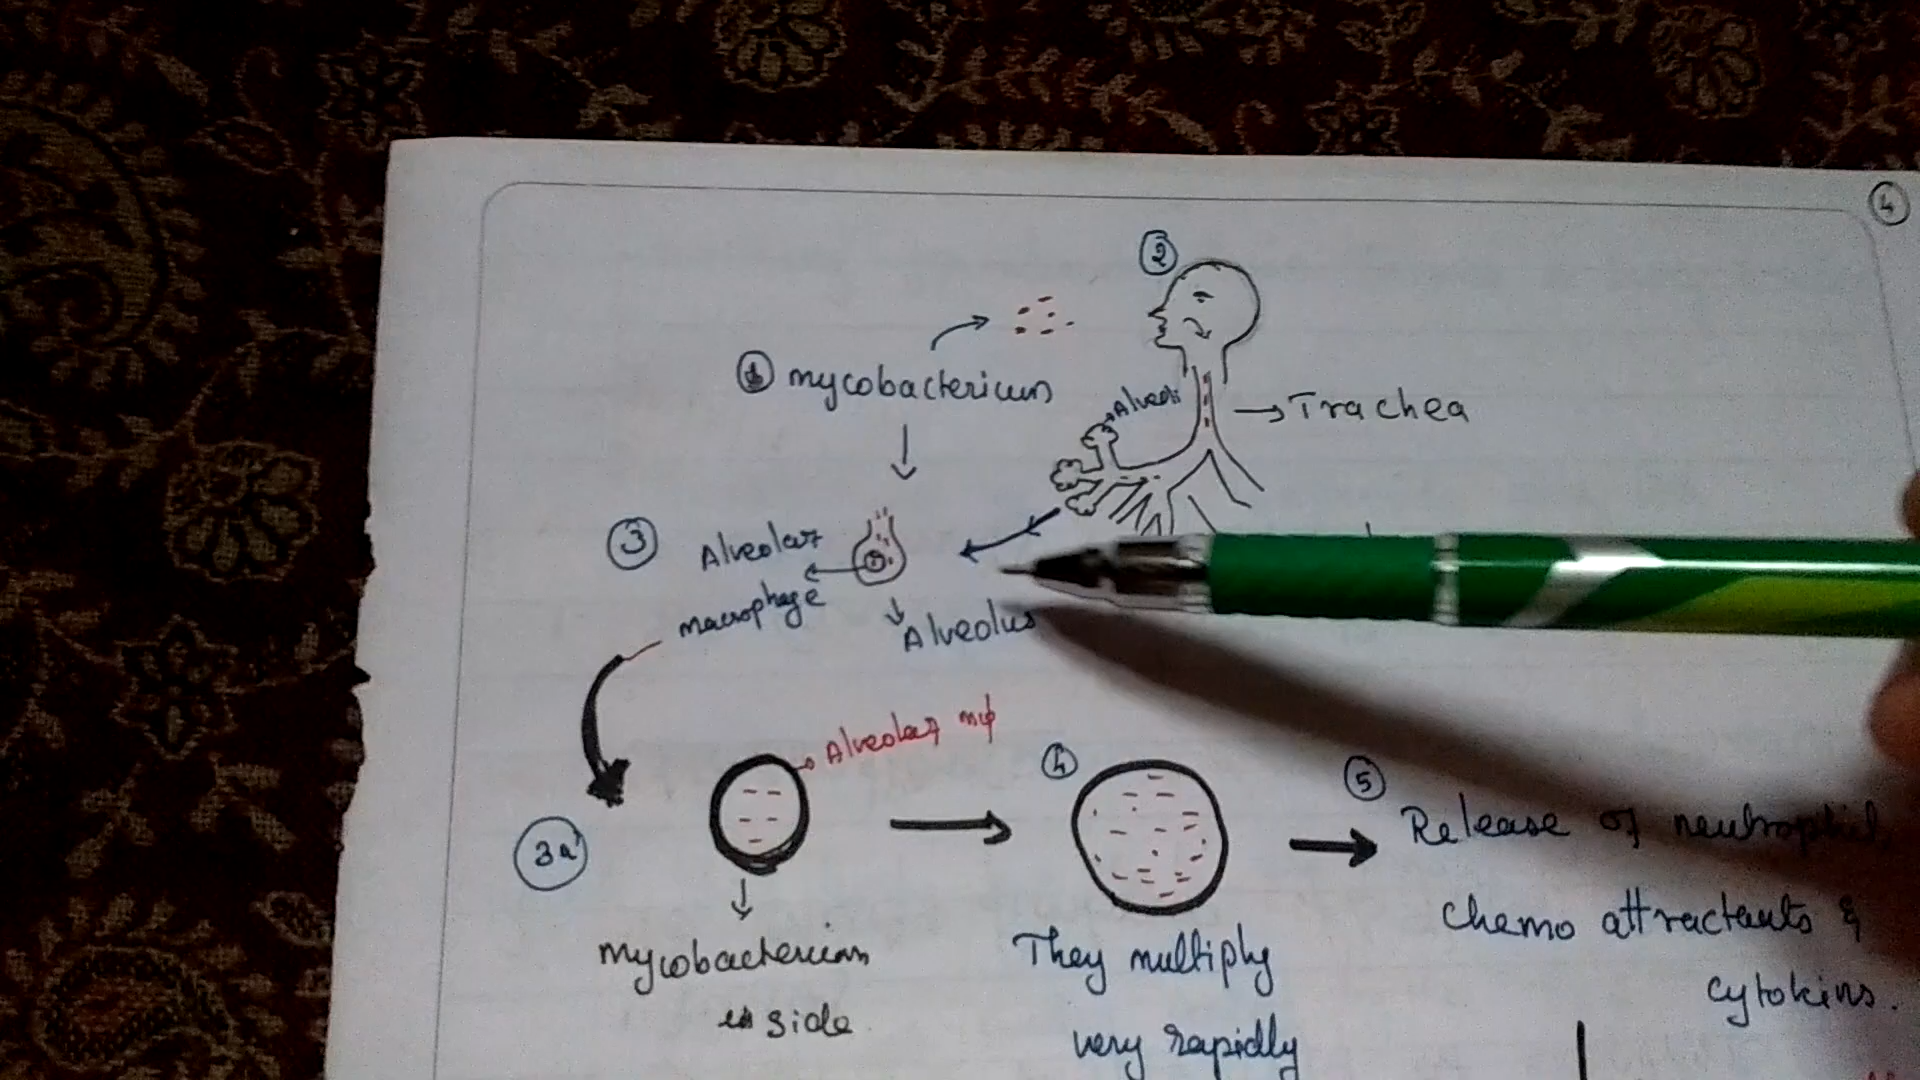 4
2
1 mycobacterium
Alveoli
Trachea
3 Alveolar
macrophage
Alveolus
Alveolar mφ
3a
4
5
Release of neutrophil
chemo attractants &
cytokins.
mycobacterium
in side
They multiply
very rapidly